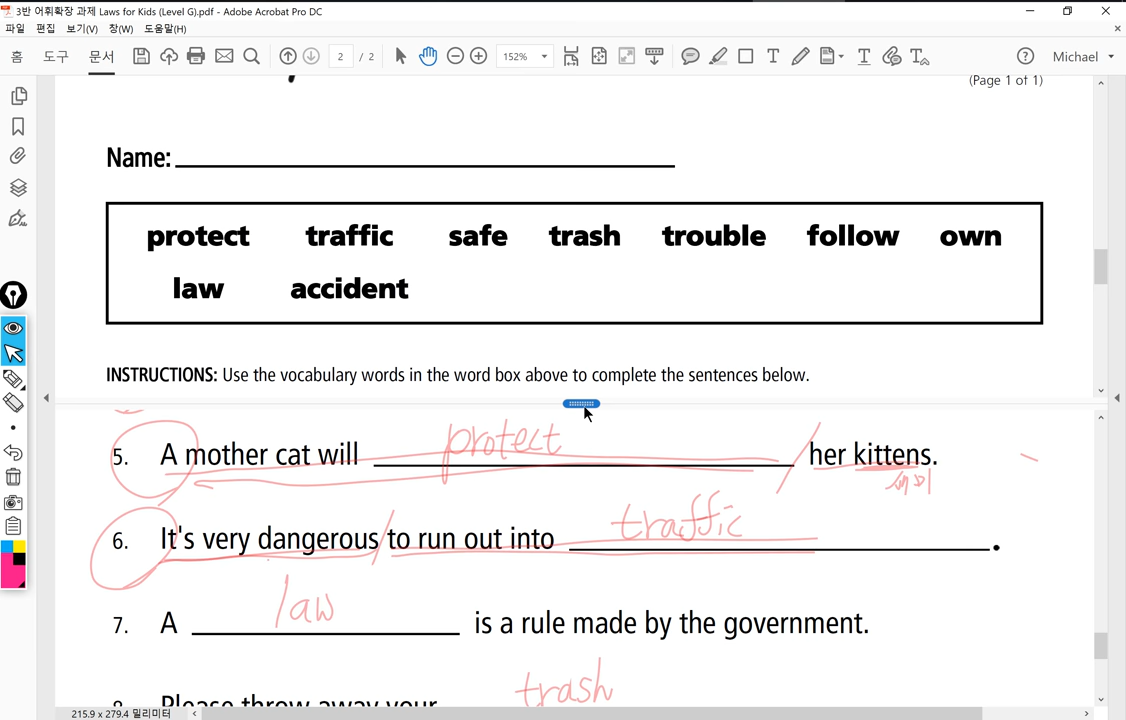 3반 어휘확장 과제 Laws for Kids (Level G).pdf - Adobe Acrobat Pro DC
파일 편집 보기(V) 창(W) 도움말(H)
홈 도구 문서 2 / 2 152% Michael
(Page 1 of 1)
Name:
protect traffic safe trash trouble follow own
law accident
INSTRUCTIONS: Use the vocabulary words in the word box above to complete the sentences below.
5. A mother cat will protect her kittens.
6. It's very dangerous to run out into traffic.
7. A law is a rule made by the government.
8. Please throw away your trash
215.9 x 279.4 밀리미터